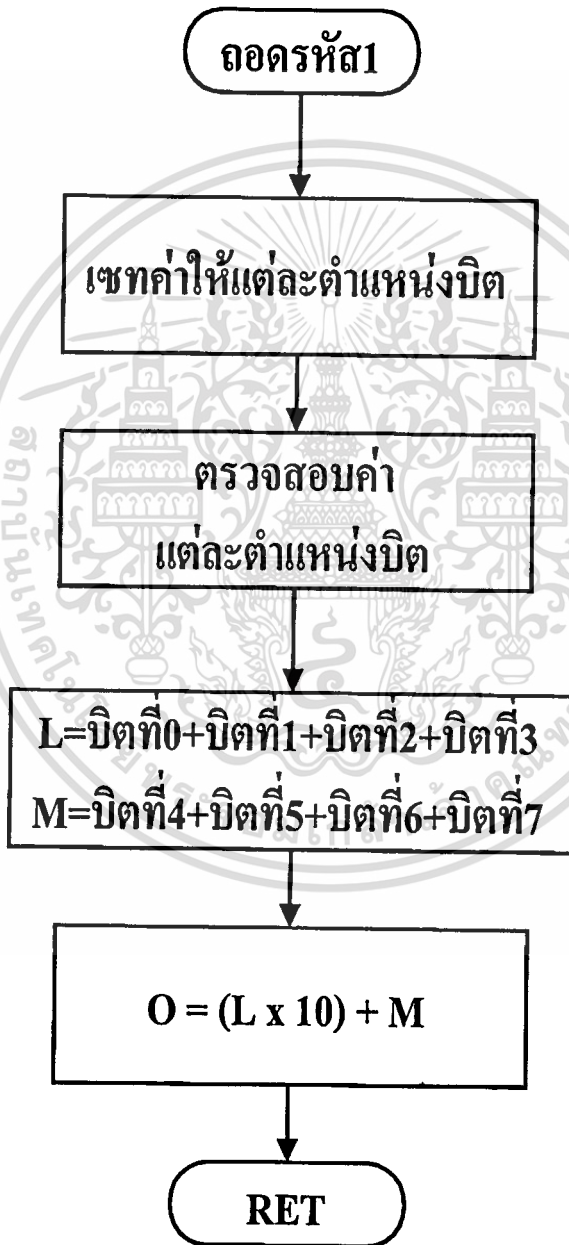 ถอดรหัส1
เซทค่าให้แต่ละตำแหน่งบิต
ตรวจสอบค่า
แต่ละตำแหน่งบิต
L=บิตที่0+บิตที่1+บิตที่2+บิตที่3
M=บิตที่4+บิตที่5+บิตที่6+บิตที่7
O = (L x 10) + M
RET